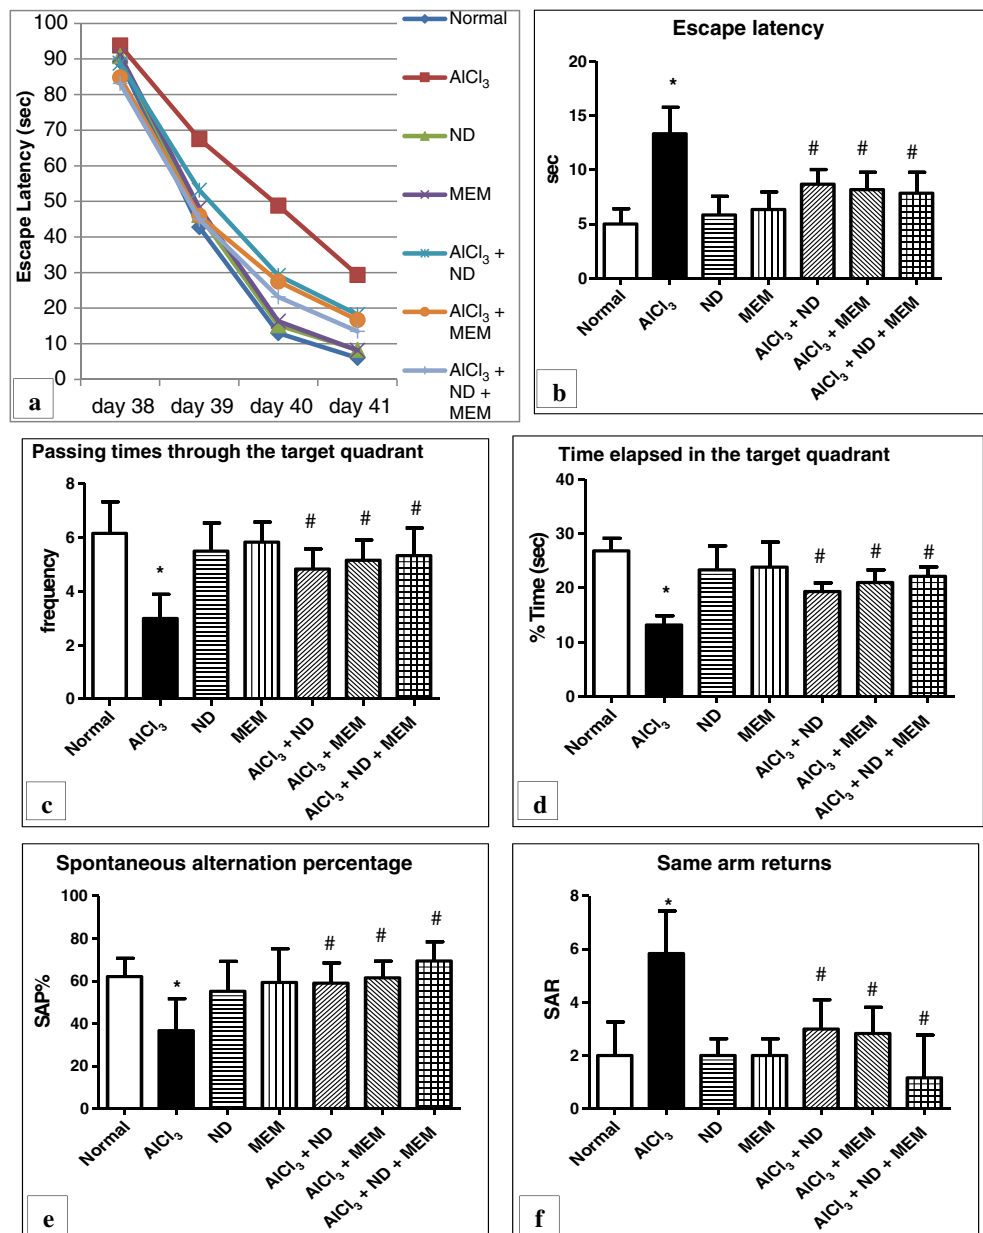 100
90
80
70
60
50
40
30
20
10
0
Escape Latency (sec)
day 38 day 39 day 40 day 41
Normal
AlCl₃
ND
MEM
AlCl₃ +
ND
AlCl₃ +
MEM
AlCl₃ +
ND +
MEM
a
Escape latency
20
15
10
5
0
sec
*
#
#
#
Normal
AlCl₃
ND
MEM
AlCl₃ + ND
AlCl₃ + MEM
AlCl₃ + ND + MEM
b
Passing times through the target quadrant
8
6
4
2
0
frequency
*
#
#
#
Normal
AlCl₃
ND
MEM
AlCl₃ + ND
AlCl₃ + MEM
AlCl₃ + ND + MEM
c
Time elapsed in the target quadrant
40
30
20
10
0
% Time (sec)
*
#
#
#
Normal
AlCl₃
ND
MEM
AlCl₃ + ND
AlCl₃ + MEM
AlCl₃ + ND + MEM
d
Spontaneous alternation percentage
100
80
60
40
20
0
SAP%
*
#
#
#
Normal
AlCl₃
ND
MEM
AlCl₃ + ND
AlCl₃ + MEM
AlCl₃ + ND + MEM
e
Same arm returns
8
6
4
2
0
SAR
*
#
#
#
Normal
AlCl₃
ND
MEM
AlCl₃ + ND
AlCl₃ + MEM
AlCl₃ + ND + MEM
f